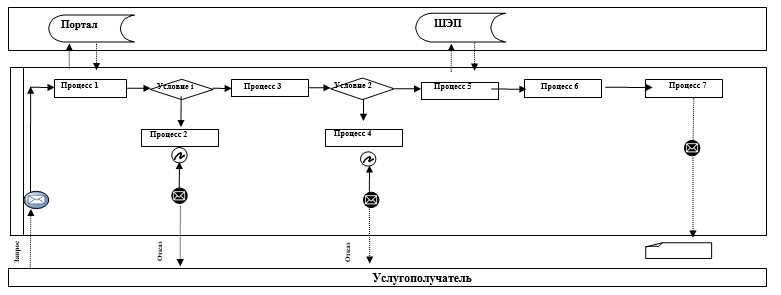 Портал
ШЭП
Процесс 1
Условие 1
Процесс 3
Условие 2
Процесс 5
Процесс 6
Процесс 7
Процесс 2
Процесс 4
Запрос
Отказ
Отказ
Услугополучатель